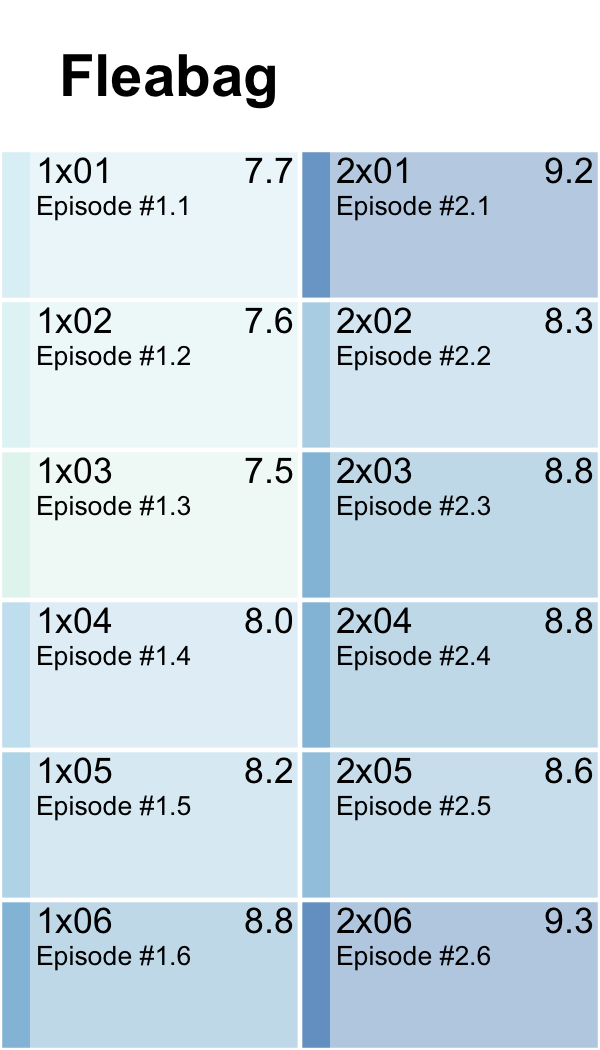 Fleabag
1x01 7.7
Episode #1.1
2x01 9.2
Episode #2.1
1x02 7.6
Episode #1.2
2x02 8.3
Episode #2.2
1x03 7.5
Episode #1.3
2x03 8.8
Episode #2.3
1x04 8.0
Episode #1.4
2x04 8.8
Episode #2.4
1x05 8.2
Episode #1.5
2x05 8.6
Episode #2.5
1x06 8.8
Episode #1.6
2x06 9.3
Episode #2.6